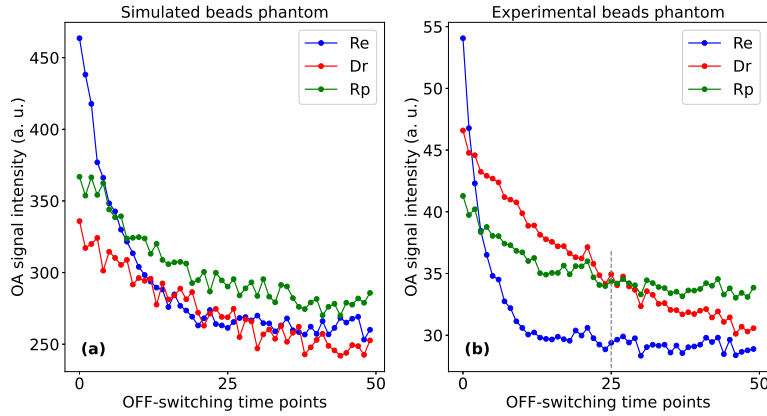 Simulated beads phantom
OA signal intensity (a. u.)
450
400
350
300
250
0
25
50
OFF-switching time points
Re
Dr
Rp
(a)
Experimental beads phantom
OA signal intensity (a. u.)
55
50
45
40
35
30
0
25
50
OFF-switching time points
Re
Dr
Rp
(b)